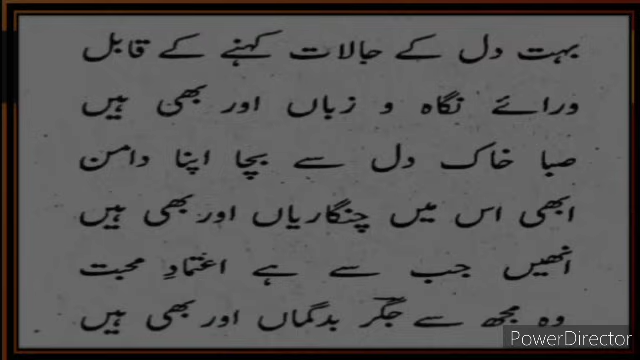 بہت دل کے حالات کہنے کے قابل
ورائے نگاہ و زباں اور بھی ہیں
صبا خاک دل سے بچا اپنا دامن
ابھی اس میں چنگاریاں اور بھی ہیں
انھیں جب سے ہے اعتمادِ محبت
وہ مجھ سے جگر بدگماں اور بھی ہیں
PowerDirector